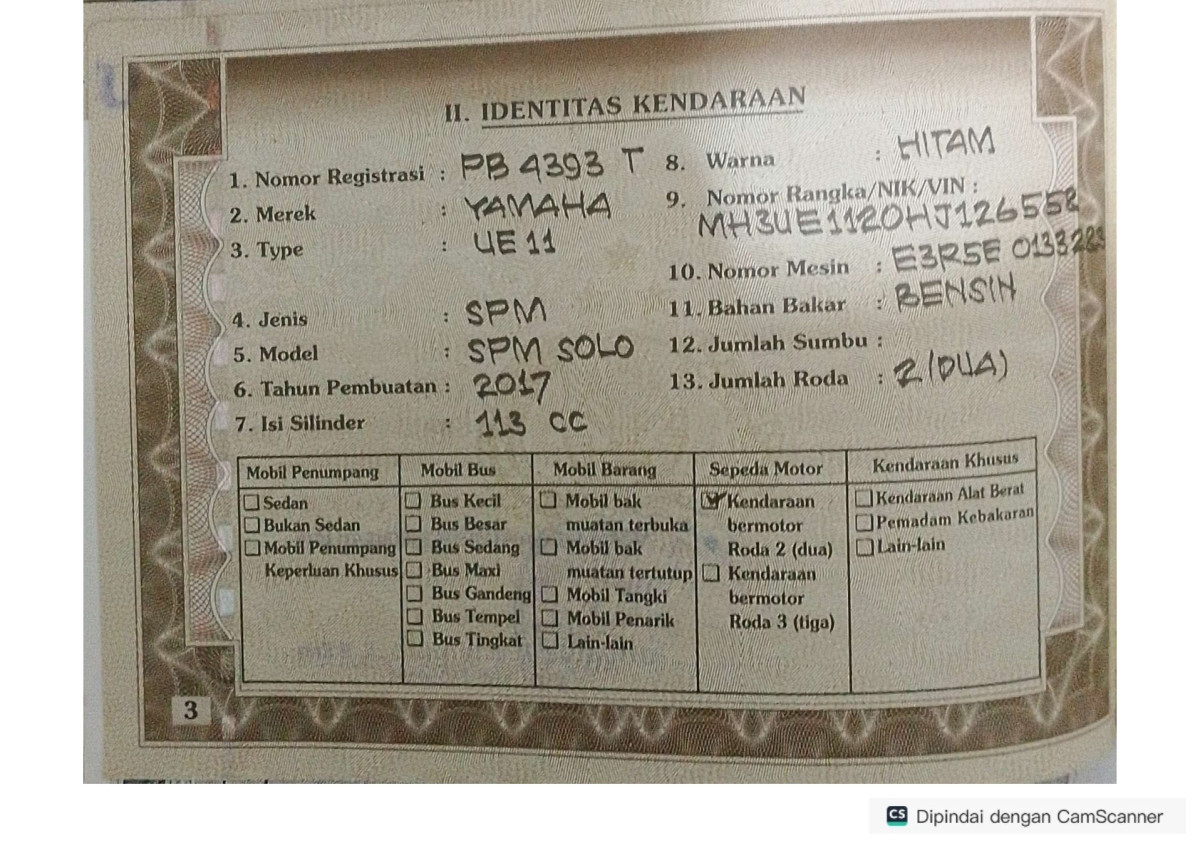 II. IDENTITAS KENDARAAN
1. Nomor Registrasi : PB 4393 T
2. Merek : YAMAHA
3. Type : UE 11
4. Jenis : SPM
5. Model : SPM SOLO
6. Tahun Pembuatan : 2017
7. Isi Silinder : 113 CC
8. Warna : HITAM
9. Nomor Rangka/NIK/VIN :
MH3UE1120HJ126558
10. Nomor Mesin : E3R5E 0133283
11. Bahan Bakar : BENSIN
12. Jumlah Sumbu :
13. Jumlah Roda : 2 (DUA)
Mobil Penumpang
Sedan
Bukan Sedan
Mobil Penumpang
Keperluan Khusus
Mobil Bus
Bus Kecil
Bus Besar
Bus Sedang
Bus Maxi
Bus Gandeng
Bus Tempel
Bus Tingkat
Mobil Barang
Mobil bak
muatan terbuka
Mobil bak
muatan tertutup
Mobil Tangki
Mobil Penarik
Lain-lain
Sepeda Motor
Kendaraan
bermotor
Roda 2 (dua)
Kendaraan
bermotor
Roda 3 (tiga)
Kendaraan Khusus
Kendaraan Alat Berat
Pemadam Kebakaran
Lain-lain
3
CS Dipindai dengan CamScanner